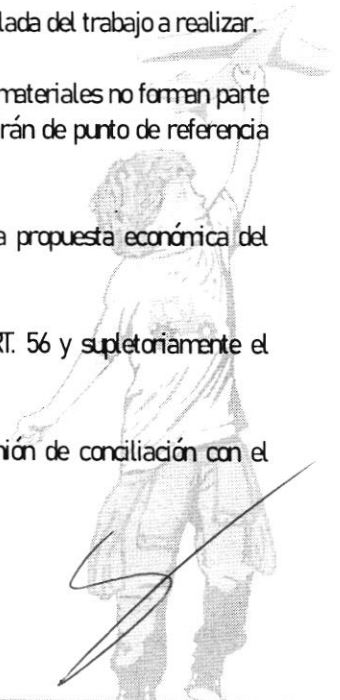 lada del trabajo a realizar.
materiales no forman parte
rán de punto de referencia
a propuesta económica del
RT. 56 y supletoriamente el
nión de conciliación con el